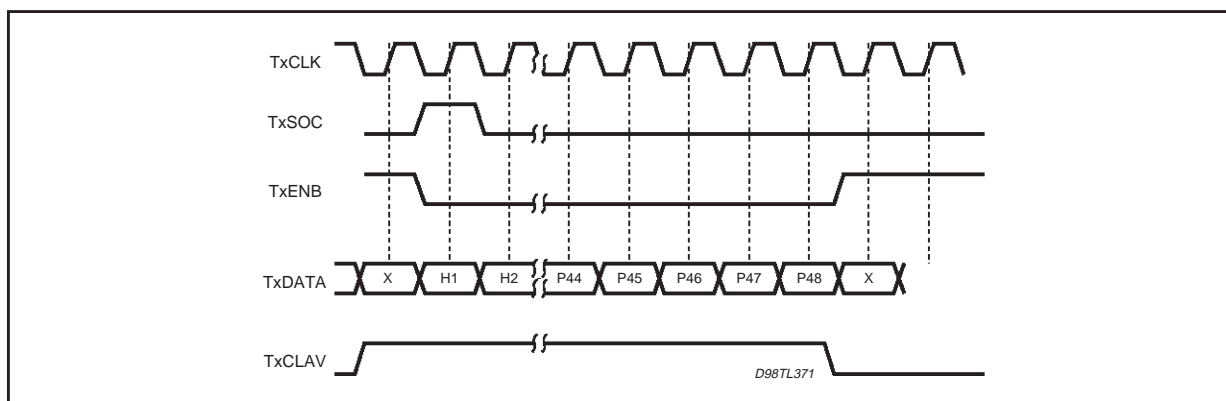 TxCLK
TxSOC
TxENB
TxDATA X H1 H2 P44 P45 P46 P47 P48 X
TxCLAV
D98TL371